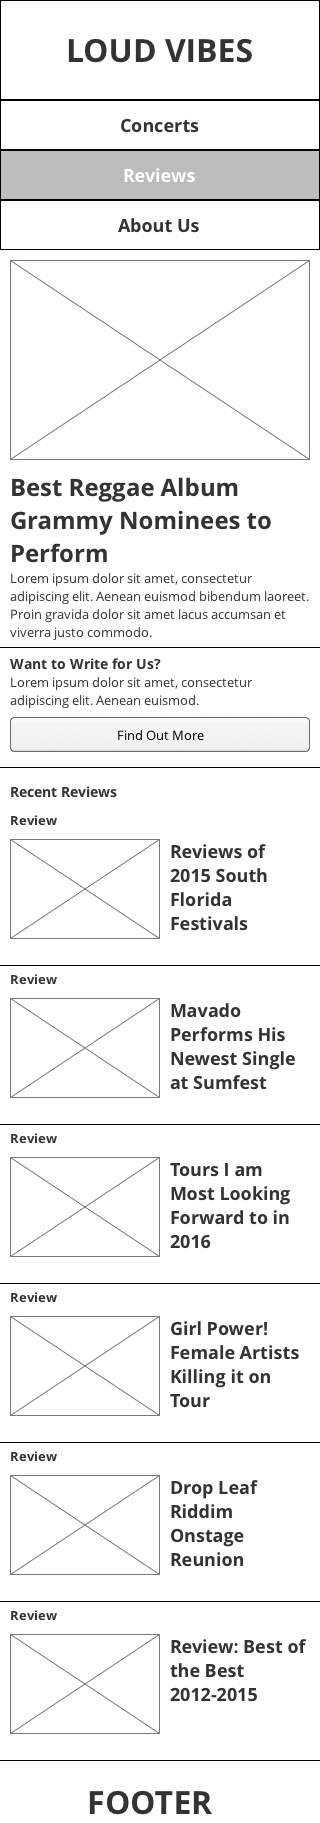 LOUD VIBES
Concerts
Reviews
About Us
Best Reggae Album
Grammy Nominees to
Perform
Lorem ipsum dolor sit amet, consectetur
adipiscing elit. Aenean euismod bibendum laoreet.
Proin gravida dolor sit amet lacus accumsan et
viverra justo commodo.
Want to Write for Us?
Lorem ipsum dolor sit amet, consectetur
adipiscing elit. Aenean euismod.
Find Out More
Recent Reviews
Review
Reviews of
2015 South
Florida
Festivals
Review
Mavado
Performs His
Newest Single
at Sumfest
Review
Tours I am
Most Looking
Forward to in
2016
Review
Girl Power!
Female Artists
Killing it on
Tour
Review
Drop Leaf
Riddim
Onstage
Reunion
Review
Review: Best of
the Best
2012-2015
FOOTER